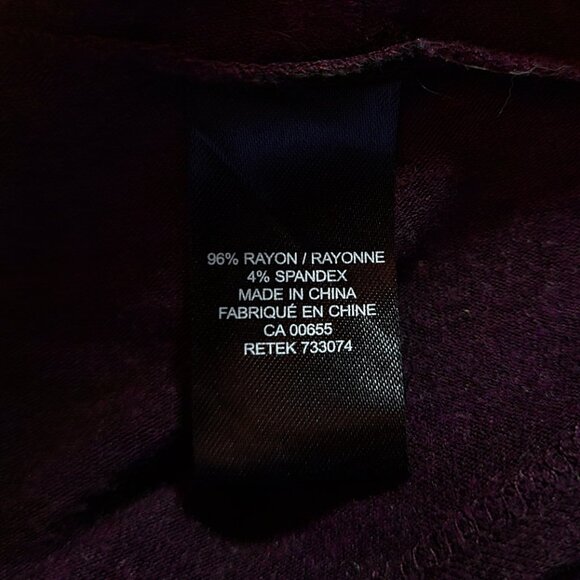 96% RAYON / RAYONNE
4% SPANDEX
MADE IN CHINA
FABRIQUÉ EN CHINE
CA 00655
RETEK 733074